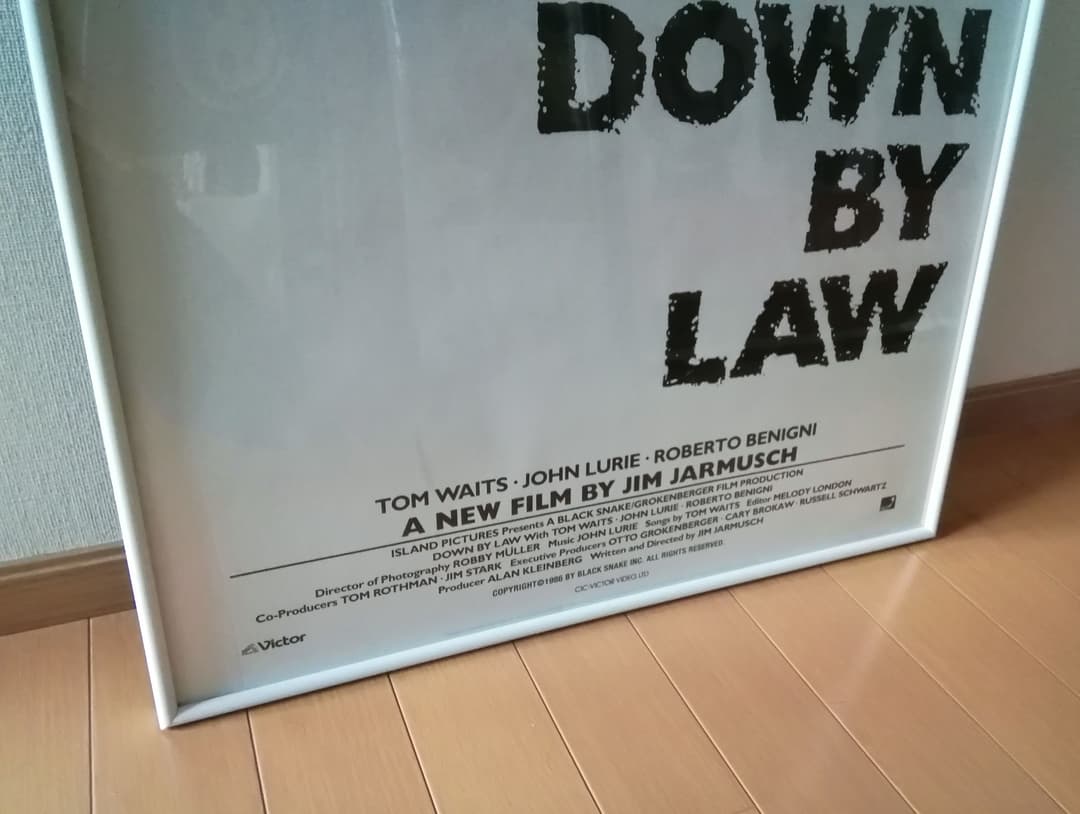 DOWN
BY
LAW
TOM WAITS · JOHN LURIE · ROBERTO BENIGNI
A NEW FILM BY JIM JARMUSCH
ISLAND PICTURES Presents A BLACK SNAKE/GROKENBERGER FILM PRODUCTION
DOWN BY LAW With TOM WAITS · JOHN LURIE · ROBERTO BENIGNI
Director of Photography ROBBY MÜLLER Music JOHN LURIE Songs by TOM WAITS Editor MELODY LONDON
Co-Producers TOM ROTHMAN · JIM STARK Executive Producers OTTO GROKENBERGER · CARY BROKAW · RUSSELL SCHWARTZ
Producer ALAN KLEINBERG Written and Directed by JIM JARMUSCH
COPYRIGHT©1986 BY BLACK SNAKE INC. ALL RIGHTS RESERVED.
CIC·VICTOR VIDEO LTD
Victor